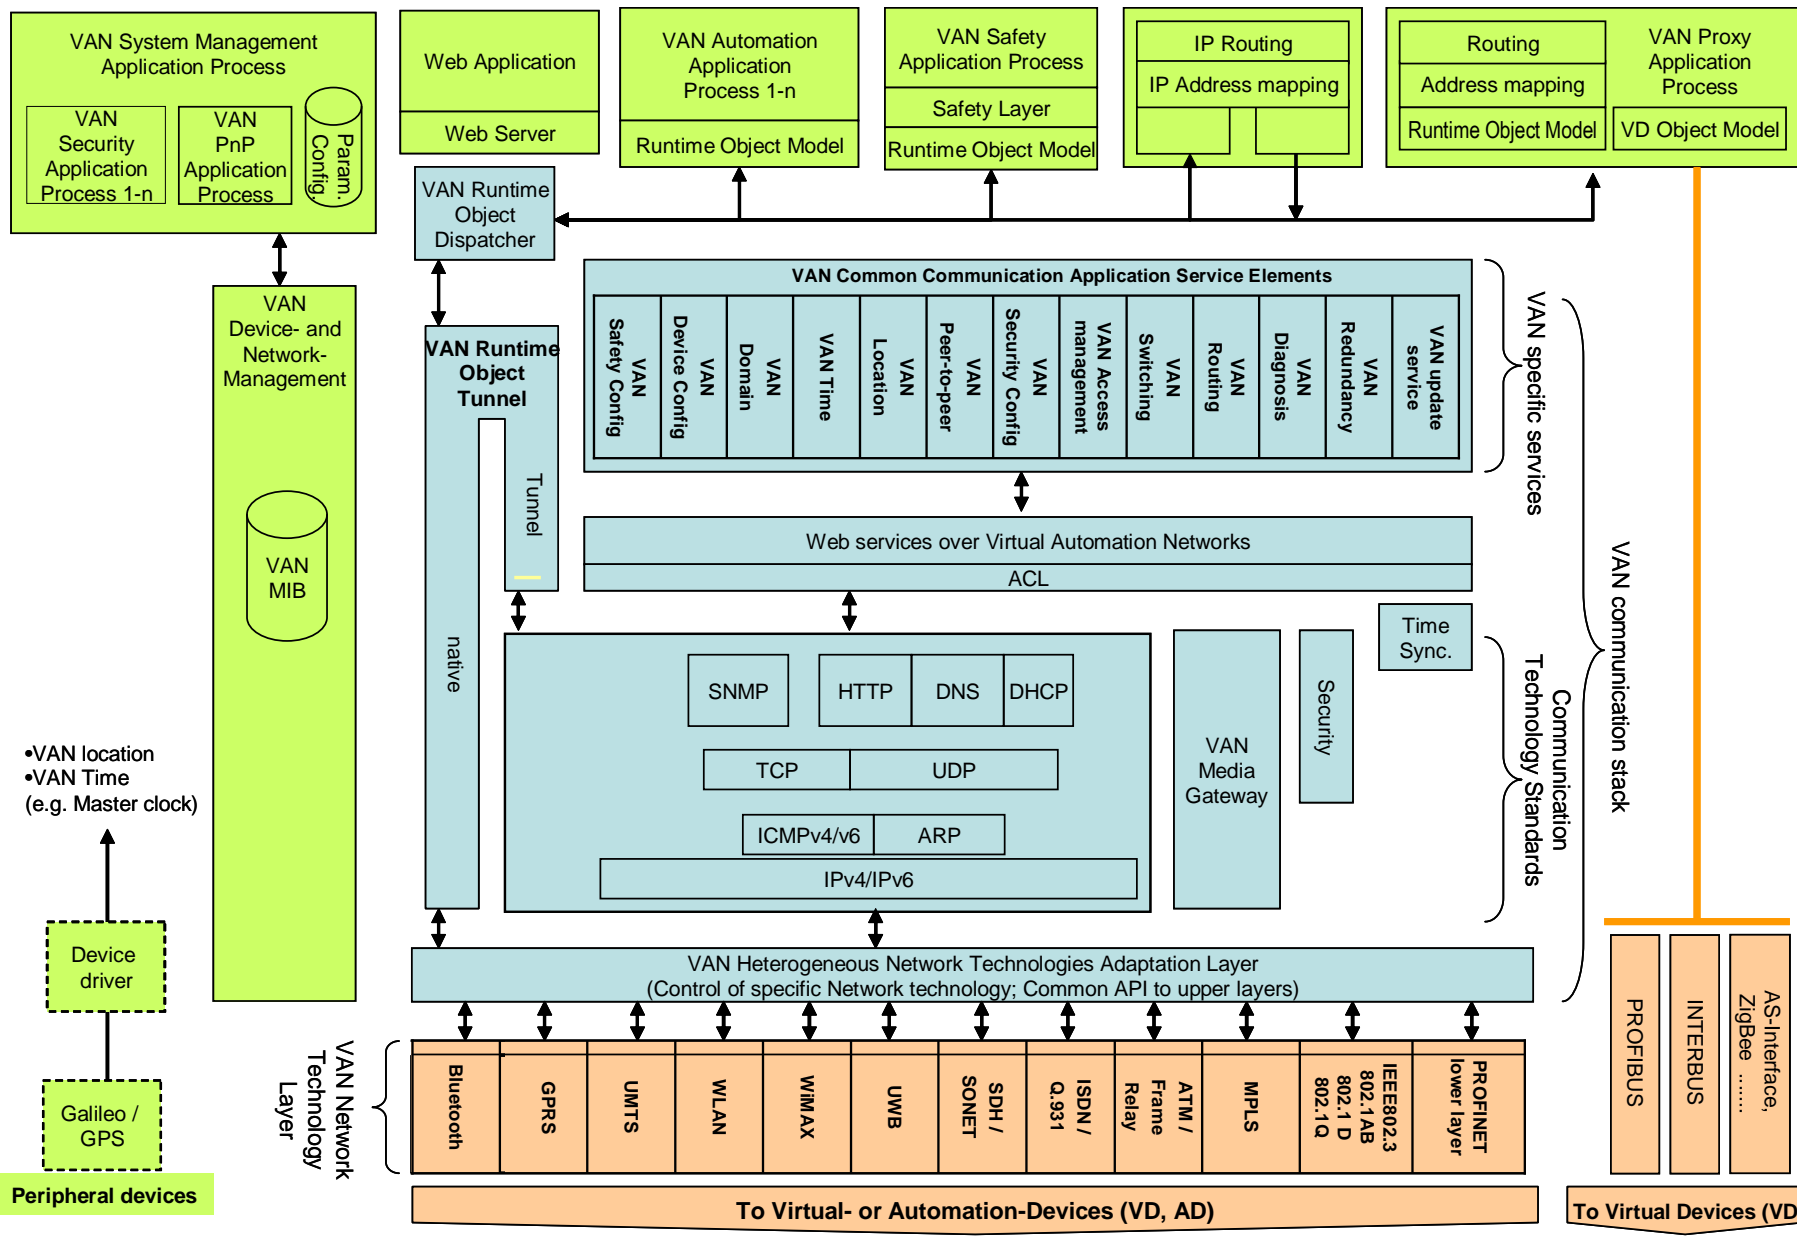 VAN System Management
Application Process
VAN
Security
Application
Process 1-n
VAN
PnP
Application
Process
Param.
Config.
Web Application
Web Server
VAN Automation
Application
Process 1-n
Runtime Object Model
VAN Safety
Application Process
Safety Layer
Runtime Object Model
IP Routing
IP Address mapping
Routing
Address mapping
Runtime Object Model
VAN Proxy
Application
Process
VD Object Model
VAN Runtime
Object
Dispatcher
VAN
Device- and
Network-
Management
VAN
MIB
VAN Runtime
Object
Tunnel
Tunnel
native
VAN Common Communication Application Service Elements
VAN
Safety Config
VAN
Device Config
VAN
Domain
VAN Time
VAN
Location
VAN
Peer-to-peer
VAN
Security Config
VAN Access
management
VAN
Switching
VAN
Routing
VAN
Diagnosis
VAN
Redundancy
VAN update
service
VAN specific services
Web services over Virtual Automation Networks
ACL
SNMP
HTTP
DNS
DHCP
TCP
UDP
ICMPv4/v6
ARP
IPv4/IPv6
VAN
Media
Gateway
Security
Time
Sync.
Communication
Technology Standards
VAN communication stack
•VAN location
•VAN Time
(e.g. Master clock)
Device
driver
Galileo /
GPS
Peripheral devices
VAN Heterogeneous Network Technologies Adaptation Layer
(Control of specific Network technology; Common API to upper layers)
VAN Network
Technology
Layer
Bluetooth
GPRS
UMTS
WLAN
WiMAX
UWB
SDH /
SONET
ISDN /
Q.931
ATM /
Frame
Relay
MPLS
IEEE802.3
802.1AB
802.1 D
802.1Q
PROFINET
lower layer
PROFIBUS
INTERBUS
AS-Interface,
ZigBee ......
To Virtual- or Automation-Devices (VD, AD)
To Virtual Devices (VD